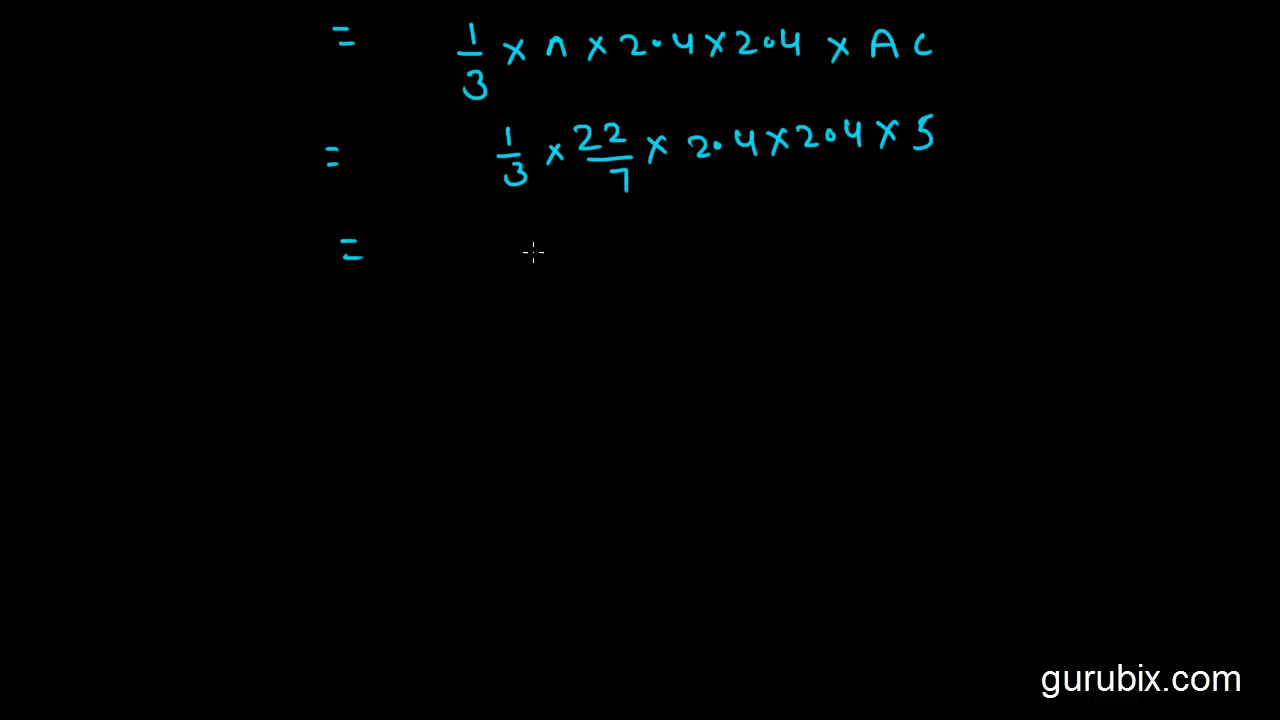 = 1/3 × π × 2.4 × 2.4 × AC
= 1/3 × 22/7 × 2.4 × 2.4 × 5
=
gurubix.com